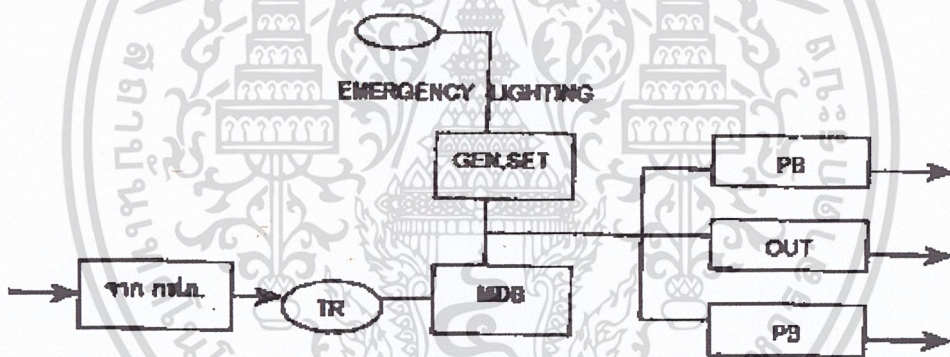 EMERGENCY LIGHTING
GEN.SET
PB
OUT
จาก กฟภ.
TR
MDB
PB